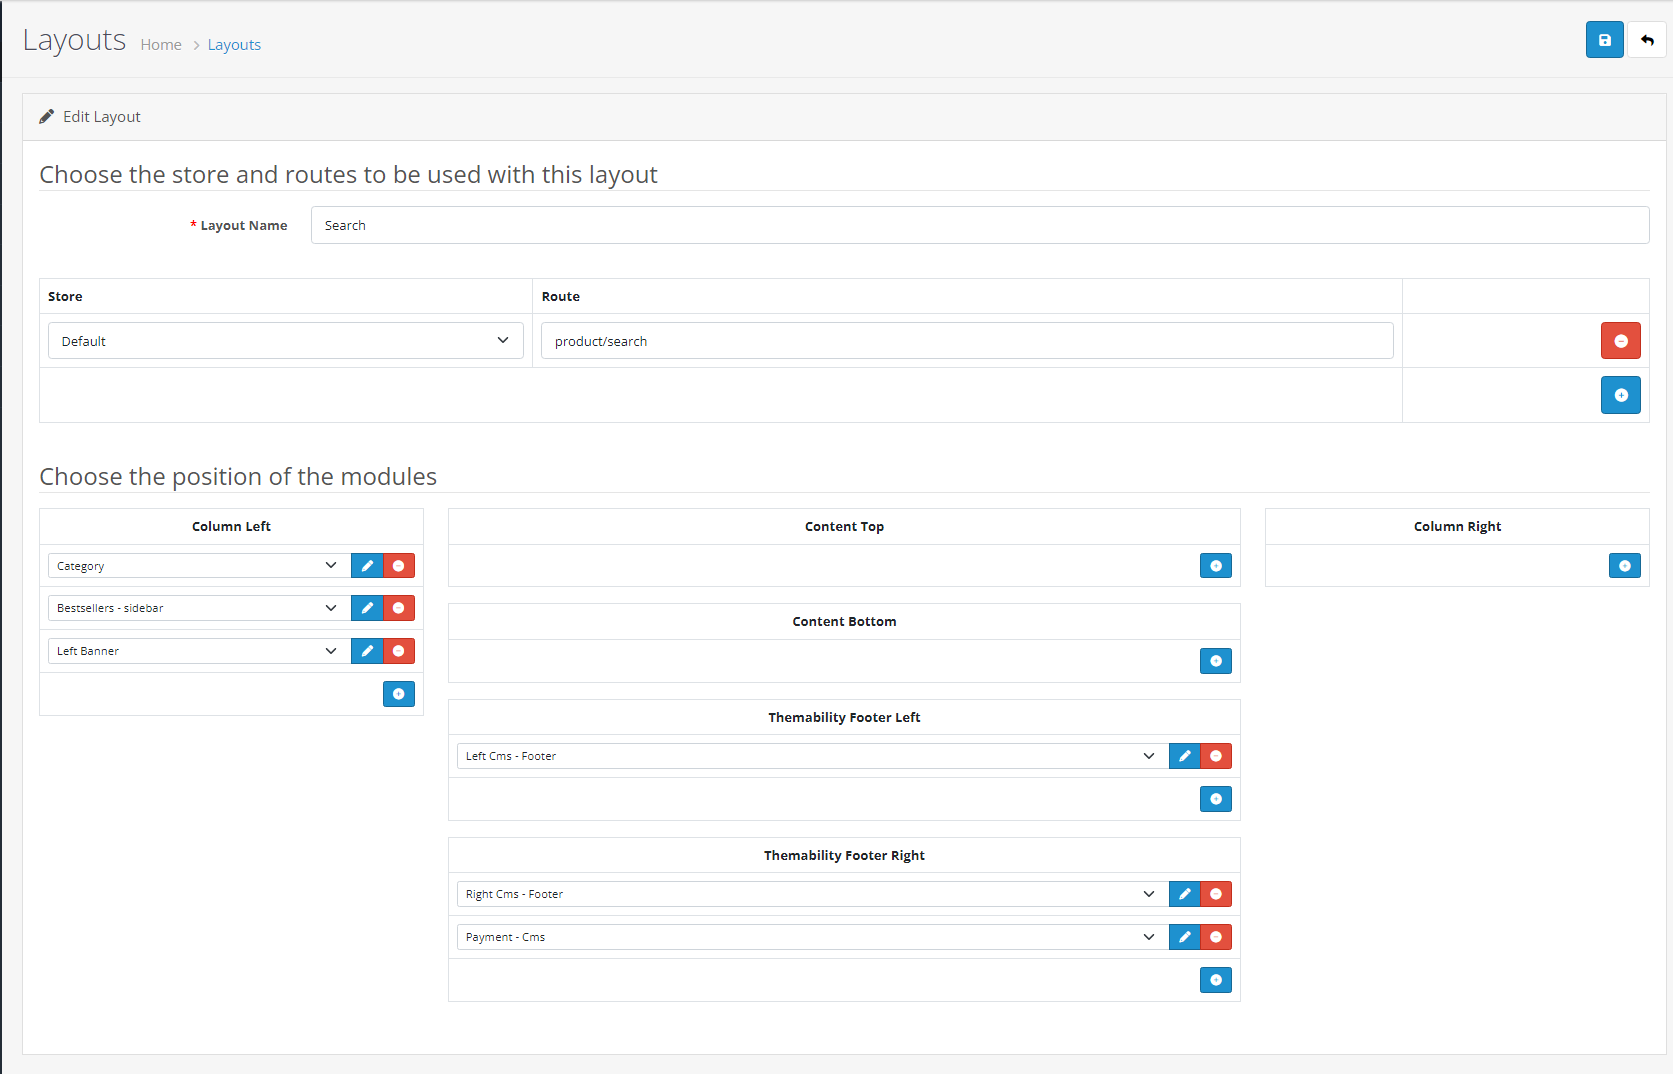 Layouts
Home > Layouts
Edit Layout
Choose the store and routes to be used with this layout
* Layout Name
Search
Store
Route
Default
product/search
Choose the position of the modules
Column Left
Category
Bestsellers - sidebar
Left Banner
Content Top
Content Bottom
Themability Footer Left
Left Cms - Footer
Themability Footer Right
Right Cms - Footer
Payment - Cms
Column Right